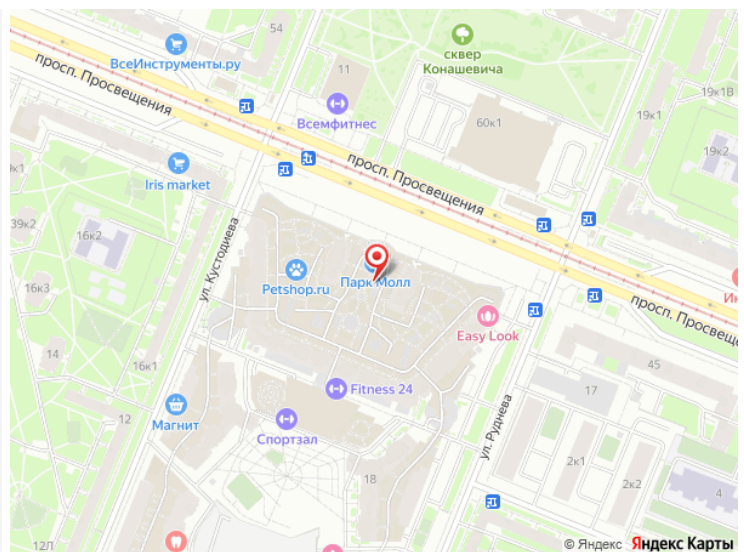 54
ВсеИнструменты.ру
просп. Просвещения
11
Всемфитнес
сквер
Конашевича
60к1
19к1В
19к1
19к2
просп. Просвещения
Iris market
39к2
16к2
ул. Кустодиева
16к3
Petshop.ru
Парк Молл
Easy Look
просп. Просвеще
14
16к1
Fitness 24
45
17
Магнит
12
Спортзал
ул. Руднева
18
2к1
2к2
4
12Л
© Яндекс Яндекс Карты